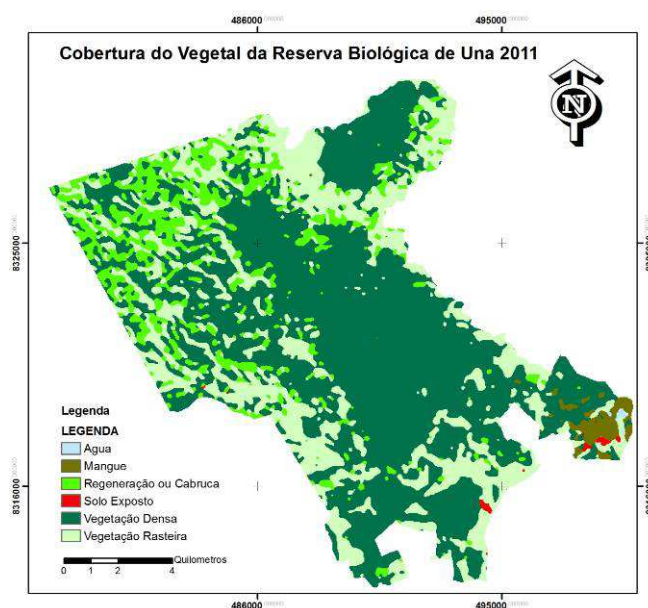 486000
495000
Cobertura do Vegetal da Reserva Biológica de Una 2011
N
8325000
Legenda
LEGENDA
Agua
Mangue
Regeneração ou Cabruca
Solo Exposto
Vegetação Densa
Vegetação Rasteira
Quilometros
0 1 2 4
8316000
486000
495000